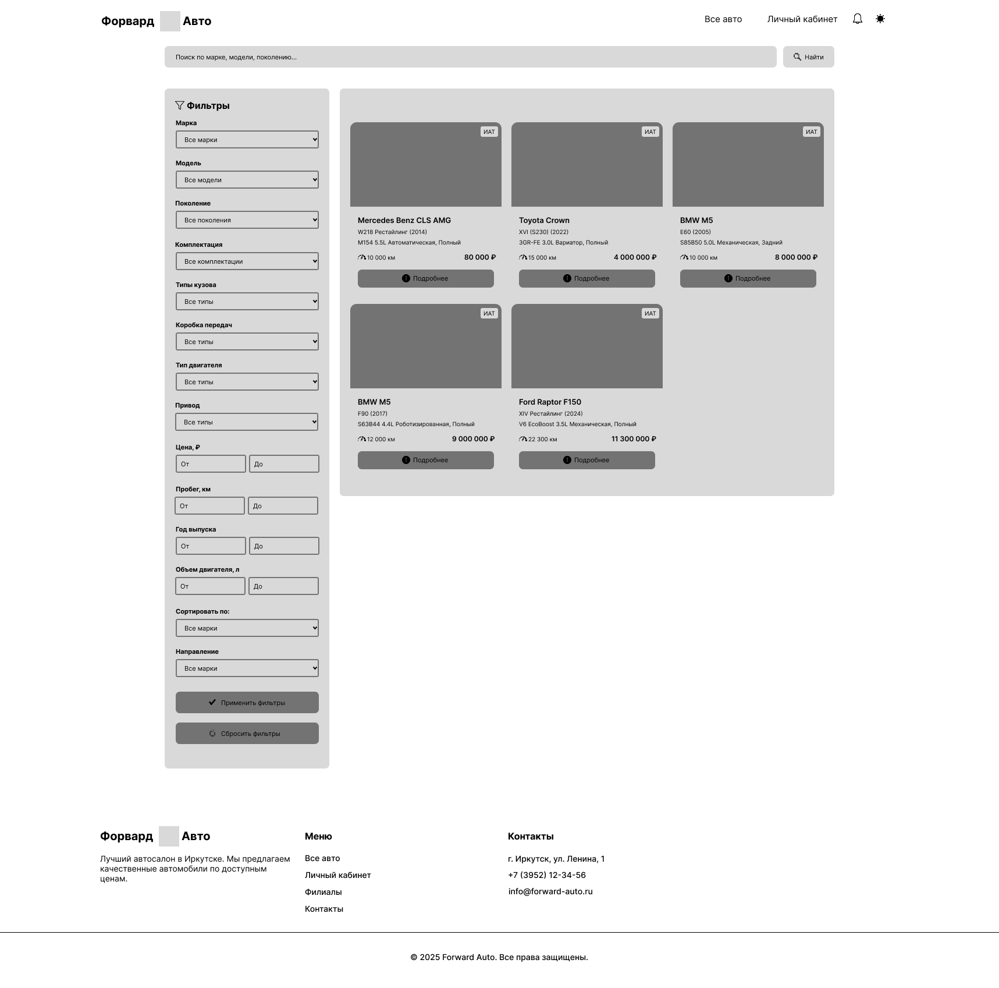 Форвард Авто
Все авто
Личный кабинет
Поиск по марке, модели, поколению...
Найти
Фильтры
Марка
Все марки
Модель
Все модели
Поколение
Все поколения
Комплектация
Все комплектации
Типы кузова
Все типы
Коробка передач
Все типы
Тип двигателя
Все типы
Привод
Все типы
Цена, ₽
От
До
Пробег, км
От
До
Год выпуска
От
До
Объем двигателя, л
От
До
Сортировать по:
Все марки
Направление
Все марки
Применить фильтры
Сбросить фильтры
ИАТ
Mercedes Benz CLS AMG
W218 Рестайлинг (2014)
M154 5.5L Автоматическая, Полный
10 000 км
80 000 ₽
Подробнее
ИАТ
Toyota Crown
XVI (S230) (2022)
3GR-FE 3.0L Вариатор, Полный
15 000 км
4 000 000 ₽
Подробнее
ИАТ
BMW M5
E60 (2005)
S85B50 5.0L Механическая, Задний
10 000 км
8 000 000 ₽
Подробнее
ИАТ
BMW M5
F90 (2017)
S63B44 4.4L Роботизированная, Полный
12 000 км
9 000 000 ₽
Подробнее
ИАТ
Ford Raptor F150
XIV Рестайлинг (2024)
V6 EcoBoost 3.5L Механическая, Полный
22 300 км
11 300 000 ₽
Подробнее
Форвард Авто
Лучший автосалон в Иркутске. Мы предлагаем
качественные автомобили по доступным
ценам.
Меню
Все авто
Личный кабинет
Филиалы
Контакты
Контакты
г. Иркутск, ул. Ленина, 1
+7 (3952) 12-34-56
info@forward-auto.ru
© 2025 Forward Auto. Все права защищены.